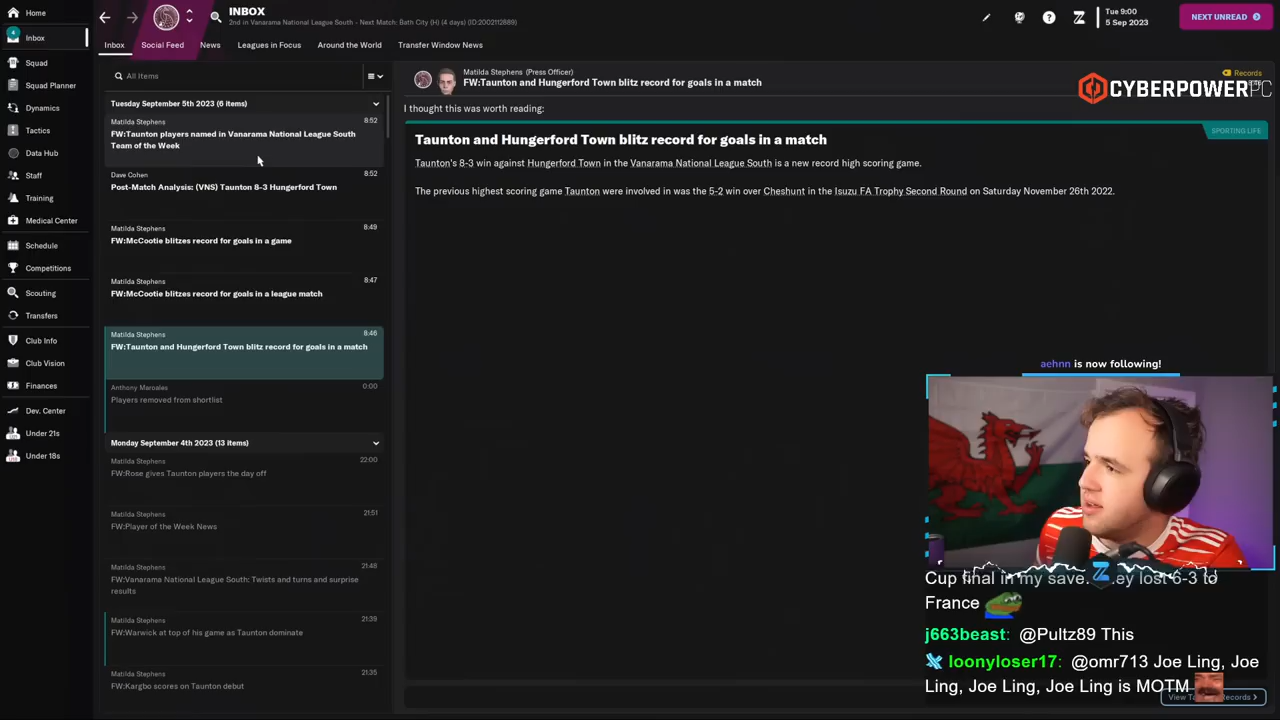 Home
Inbox
Squad
Squad Planner
Dynamics
Tactics
Data Hub
Staff
Training
Medical Center
Schedule
Competitions
Scouting
Transfers
Club Info
Club Vision
Finances
Dev. Center
Under 21s
Under 18s
4
INBOX
2nd in Vanarama National League South - Next Match: Bath City (H) (4 days) (ID:2002112889)
Tue 9:00
5 Sep 2023
NEXT UNREAD
Inbox
Social Feed
News
Leagues in Focus
Around the World
Transfer Window News
All Items
Tuesday September 5th 2023 (6 items)
Matilda Stephens 8:52
FW:Taunton players named in Vanarama National League South
Team of the Week
Dave Cohen 8:52
Post-Match Analysis: (VNS) Taunton 8-3 Hungerford Town
Matilda Stephens 8:49
FW:McCootie blitzes record for goals in a game
Matilda Stephens 8:47
FW:McCootie blitzes record for goals in a league match
Matilda Stephens 8:46
FW:Taunton and Hungerford Town blitz record for goals in a match
Anthony Maroales 0:00
Players removed from shortlist
Monday September 4th 2023 (13 items)
Matilda Stephens 22:00
FW:Rose gives Taunton players the day off
Matilda Stephens 21:51
FW:Player of the Week News
Matilda Stephens 21:48
FW:Vanarama National League South: Twists and turns and surprise
results
Matilda Stephens 21:39
FW:Warwick at top of his game as Taunton dominate
Matilda Stephens 21:35
FW:Kargbo scores on Taunton debut
Matilda Stephens (Press Officer)
FW:Taunton and Hungerford Town blitz record for goals in a match
Records
CYBERPOWERPC
I thought this was worth reading:
SPORTING LIFE
Taunton and Hungerford Town blitz record for goals in a match
Taunton's 8-3 win against Hungerford Town in the Vanarama National League South is a new record high scoring game.
The previous highest scoring game Taunton were involved in was the 5-2 win over Cheshunt in the Isuzu FA Trophy Second Round on Saturday November 26th 2022.
aehnn is now following!
Cup final in my save. They lost 6-3 to
France
j663beast: @Pultz89 This
loonyloser17: @omr713 Joe Ling, Joe
Ling, Joe Ling, Joe Ling is MOTM
View Records